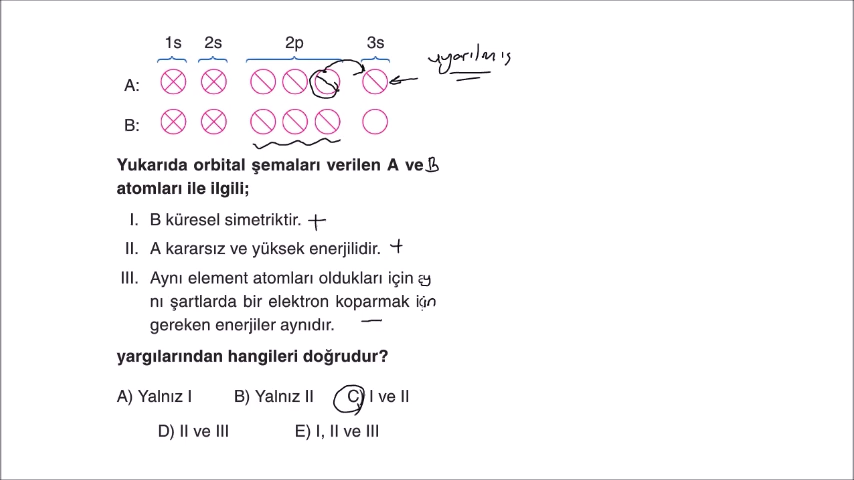 1s 2s 2p 3s
uyarılmış
A:
B:
Yukarıda orbital şemaları verilen A ve B
atomları ile ilgili;
I. B küresel simetriktir. +
II. A kararsız ve yüksek enerjilidir. +
III. Aynı element atomları oldukları için ay
nı şartlarda bir elektron koparmak için
gereken enerjiler aynıdır. —
yargılarından hangileri doğrudur?
A) Yalnız I B) Yalnız II C) I ve II
D) II ve III E) I, II ve III